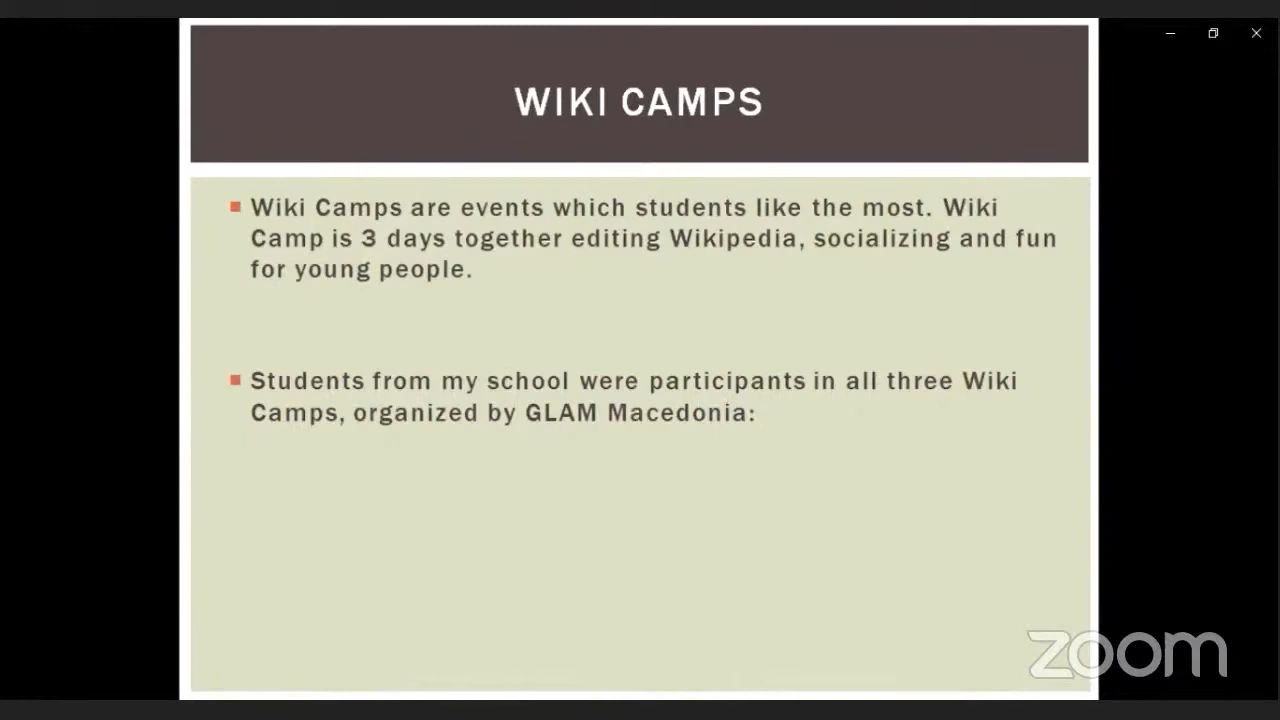 WIKI CAMPS
Wiki Camps are events which students like the most. Wiki
Camp is 3 days together editing Wikipedia, socializing and fun
for young people.
Students from my school were participants in all three Wiki
Camps, organized by GLAM Macedonia:
zoom